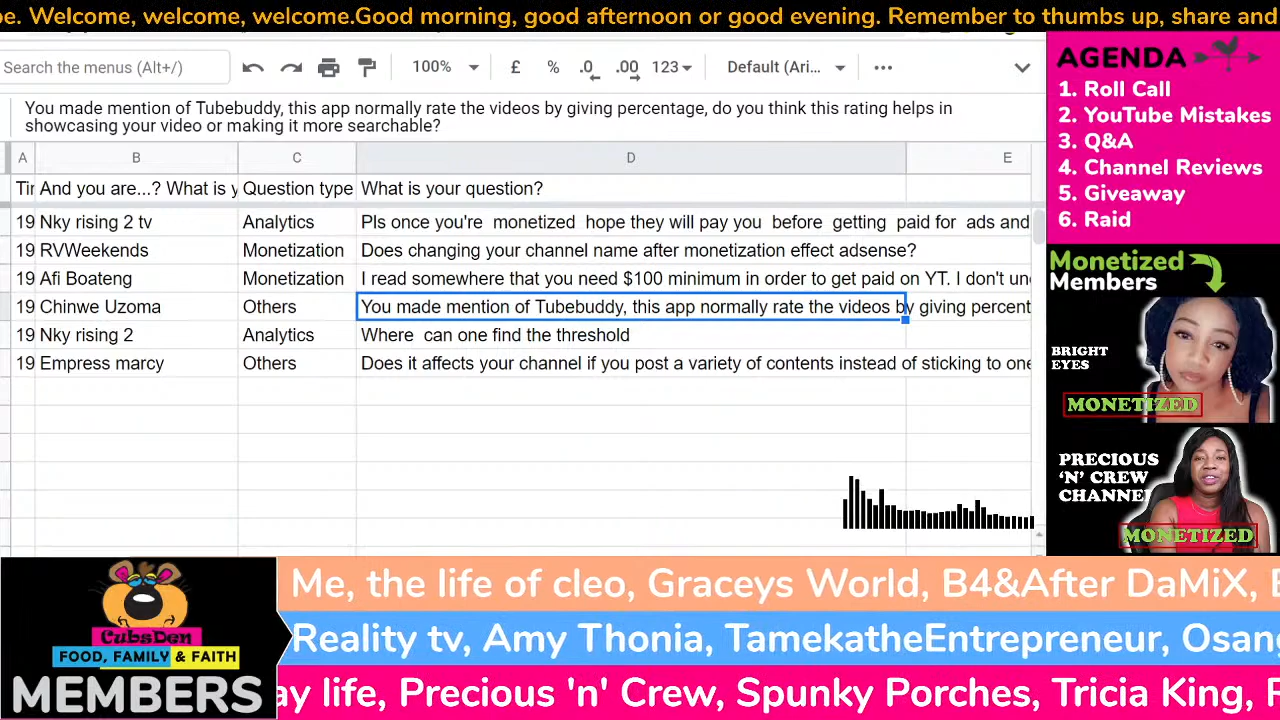 be. Welcome, welcome, welcome.Good morning, good afternoon or good evening. Remember to thumbs up, share and
Search the menus (Alt+/)
100%
£
%
.0
.00
123
Default (Ari...
You made mention of Tubebuddy, this app normally rate the videos by giving percentage, do you think this rating helps in
showcasing your video or making it more searchable?
A B C D E
Tir And you are...? What is y Question type What is your question?
19 Nky rising 2 tv Analytics Pls once you're monetized hope they will pay you before getting paid for ads and
19 RVWeekends Monetization Does changing your channel name after monetization effect adsense?
19 Afi Boateng Monetization I read somewhere that you need $100 minimum in order to get paid on YT. I don't un
19 Chinwe Uzoma Others You made mention of Tubebuddy, this app normally rate the videos by giving percent
19 Nky rising 2 Analytics Where can one find the threshold
19 Empress marcy Others Does it affects your channel if you post a variety of contents instead of sticking to one
AGENDA
1. Roll Call
2. YouTube Mistakes
3. Q&A
4. Channel Reviews
5. Giveaway
6. Raid
Monetized
Members
BRIGHT
EYES
MONETIZED
PRECIOUS
'N' CREW
CHANNEL
MONETIZED
CubsDen
FOOD, FAMILY & FAITH
MEMBERS
Me, the life of cleo, Graceys World, B4&After DaMiX,
Reality tv, Amy Thonia, TamekatheEntrepreneur, Osang
ay life, Precious 'n' Crew, Spunky Porches, Tricia King,